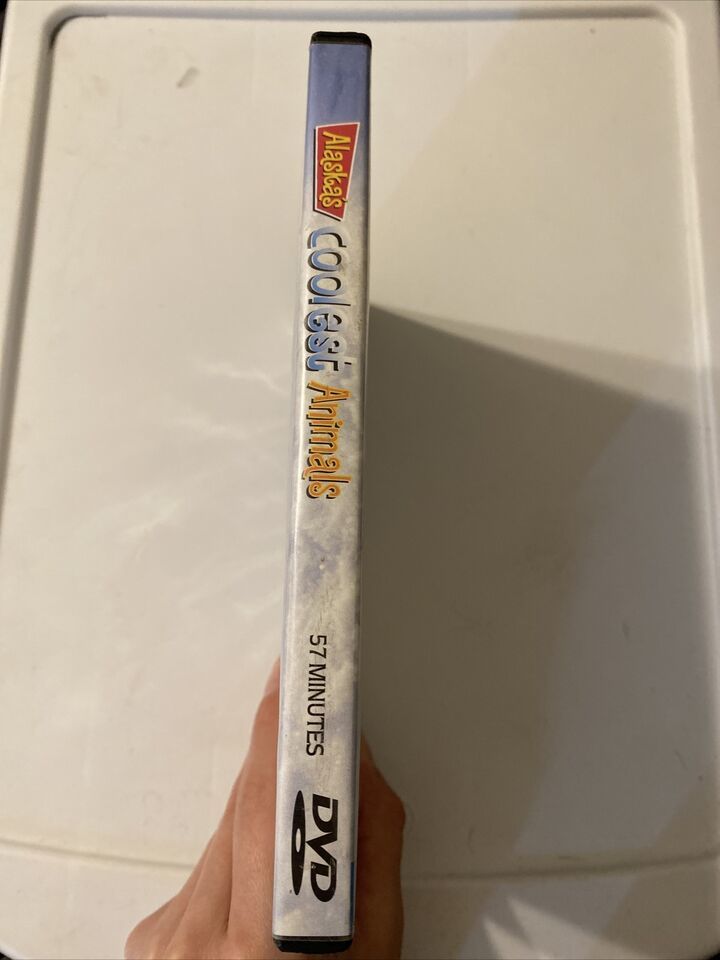 Alaska's Coolest Animals
57 MINUTES
DVD